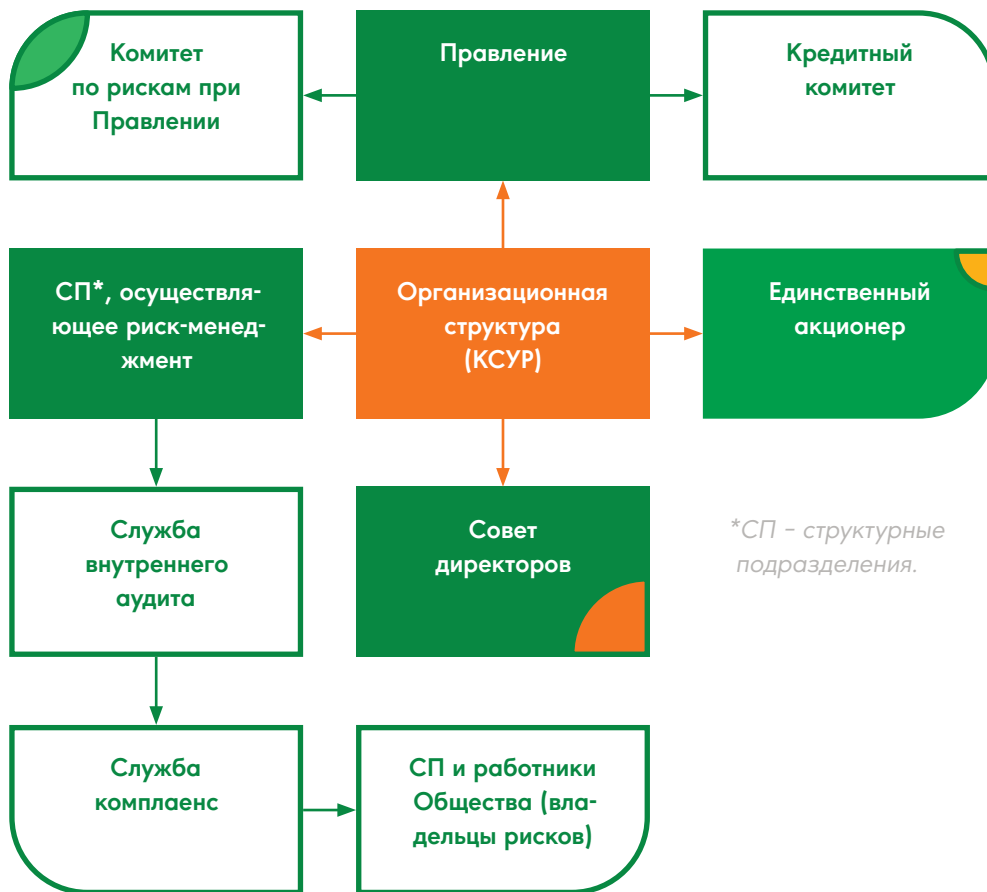 Комитет
по рискам при
Правлении
Правление
Кредитный
комитет
СП*, осуществля-
ющее риск-менед-
жмент
Организационная
структура
(КСУР)
Единственный
акционер
Служба
внутреннего
аудита
Совет
директоров
*СП – структурные
подразделения.
Служба
комплаенс
СП и работники
Общества (вла-
дельцы рисков)